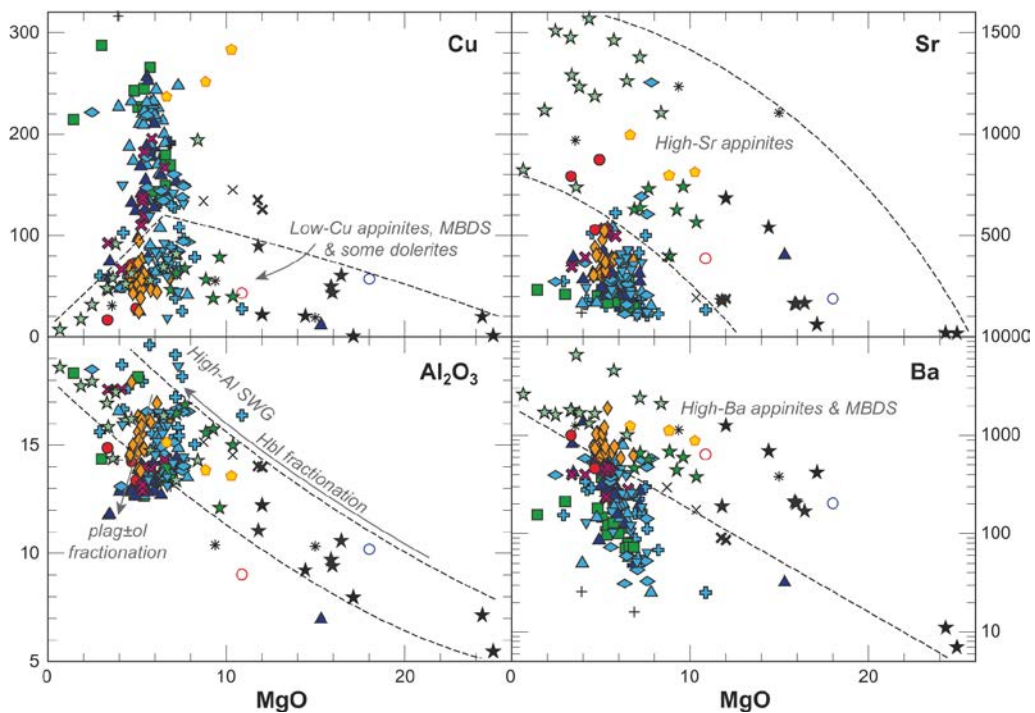 300
200
100
0
Cu
Low-Cu appinites, MBDS
& some dolerites
Sr
1500
1000
500
0
High-Sr appinites
Al2O3
15
10
5
High-Al SWG
Hbl fractionation
plag±ol
fractionation
0
10
20
MgO
Ba
10000
1000
100
10
High-Ba appinites & MBDS
0
10
20
MgO